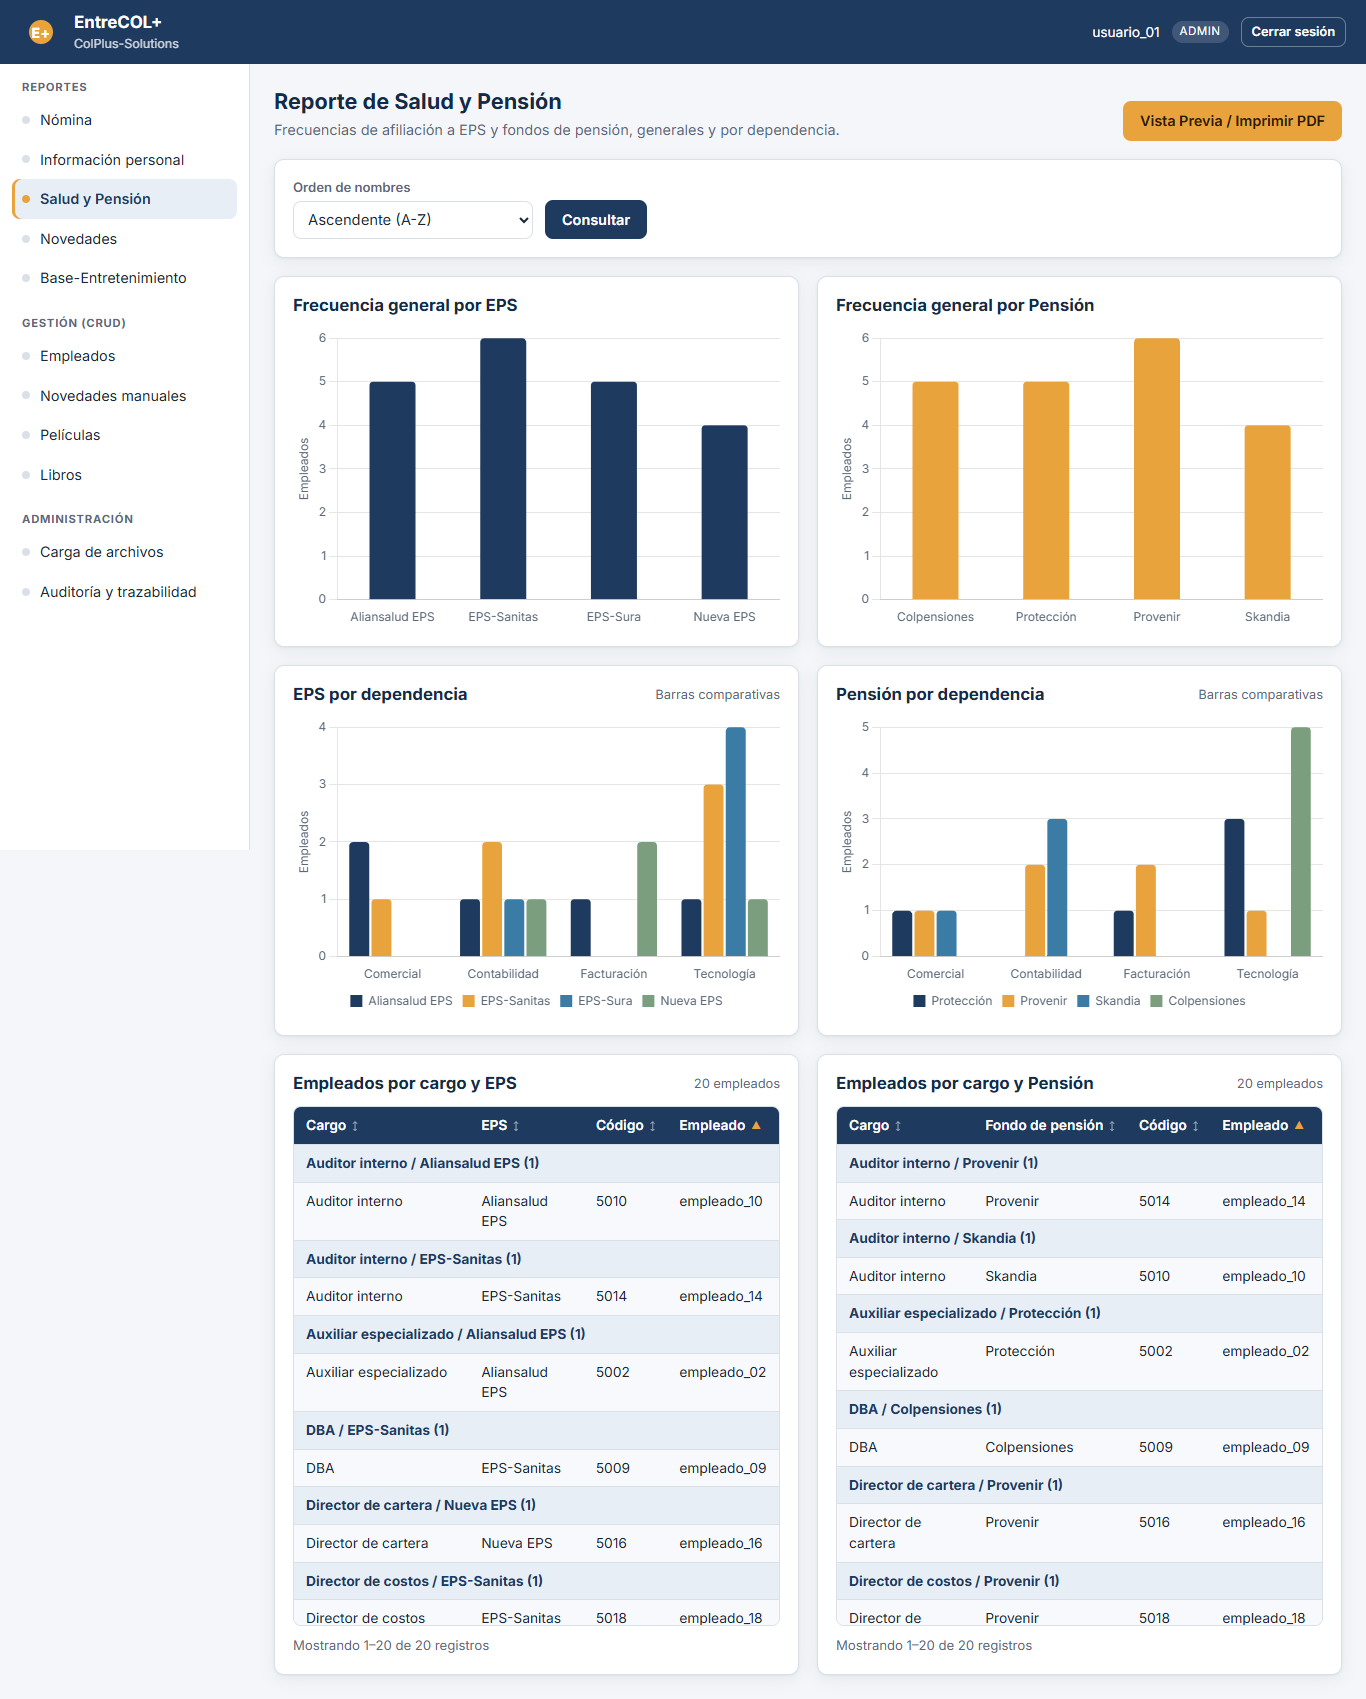 E+
EntreCOL+
ColPlus-Solutions
usuario_01
ADMIN
Cerrar sesión
REPORTES
Nómina
Información personal
Salud y Pensión
Novedades
Base-Entretenimiento
GESTIÓN (CRUD)
Empleados
Novedades manuales
Películas
Libros
ADMINISTRACIÓN
Carga de archivos
Auditoría y trazabilidad
Reporte de Salud y Pensión
Frecuencias de afiliación a EPS y fondos de pensión, generales y por dependencia.
Vista Previa / Imprimir PDF
Orden de nombres
Ascendente (A-Z)
Consultar
Frecuencia general por EPS
Empleados
6
5
4
3
2
1
0
Aliansalud EPS EPS-Sanitas EPS-Sura Nueva EPS
Frecuencia general por Pensión
Empleados
6
5
4
3
2
1
0
Colpensiones Protección Provenir Skandia
EPS por dependencia Barras comparativas
Empleados
4
3
2
1
0
Comercial Contabilidad Facturación Tecnología
Aliansalud EPS EPS-Sanitas EPS-Sura Nueva EPS
Pensión por dependencia Barras comparativas
Empleados
5
4
3
2
1
0
Comercial Contabilidad Facturación Tecnología
Protección Provenir Skandia Colpensiones
Empleados por cargo y EPS 20 empleados
Cargo ↕ EPS ↕ Código ↕ Empleado ▲
Auditor interno / Aliansalud EPS (1)
Auditor interno Aliansalud EPS 5010 empleado_10
Auditor interno / EPS-Sanitas (1)
Auditor interno EPS-Sanitas 5014 empleado_14
Auxiliar especializado / Aliansalud EPS (1)
Auxiliar especializado Aliansalud EPS 5002 empleado_02
DBA / EPS-Sanitas (1)
DBA EPS-Sanitas 5009 empleado_09
Director de cartera / Nueva EPS (1)
Director de cartera Nueva EPS 5016 empleado_16
Director de costos / EPS-Sanitas (1)
Director de costos EPS-Sanitas 5018 empleado_18
Mostrando 1–20 de 20 registros
Empleados por cargo y Pensión 20 empleados
Cargo ↕ Fondo de pensión ↕ Código ↕ Empleado ▲
Auditor interno / Provenir (1)
Auditor interno Provenir 5014 empleado_14
Auditor interno / Skandia (1)
Auditor interno Skandia 5010 empleado_10
Auxiliar especializado / Protección (1)
Auxiliar especializado Protección 5002 empleado_02
DBA / Colpensiones (1)
DBA Colpensiones 5009 empleado_09
Director de cartera / Provenir (1)
Director de cartera Provenir 5016 empleado_16
Director de costos / Provenir (1)
Director de Provenir 5018 empleado_18
Mostrando 1–20 de 20 registros